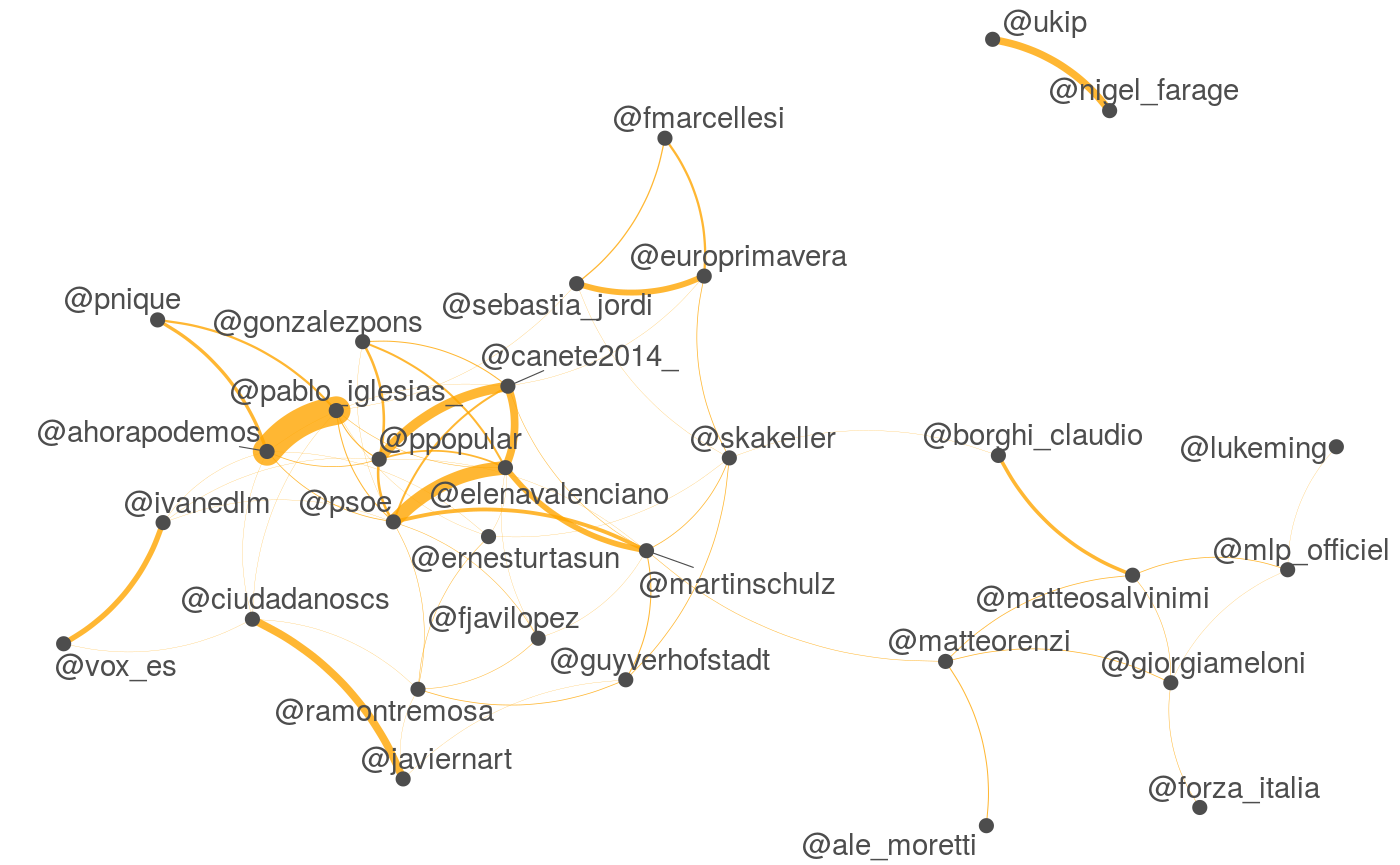 @ukip
@nigel_farage
@fmarcellesi
@europrimavera
@sebastia_jordi
@pnique
@gonzalezpons
@canete2014_
@pablo_iglesias_
@ahorapodemos
@ppopular
@skakeller
@borghi_claudio
@lukeming
@ivanedlm
@psoe
@elenavalenciano
@ernesturtasun
@mlp_officiel
@martinschulz
@ciudadanoscs
@matteosalvinimi
@fjavilopez
@matteorenzi
@vox_es
@guyverhofstadt
@giorgiameloni
@ramontremosa
@javiernart
@forza_italia
@ale_moretti